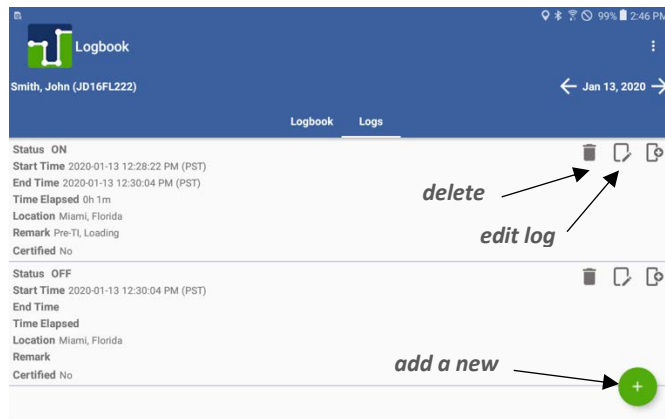 99% 2:46 PM
Logbook
Smith, John (JD16FL222)
Jan 13, 2020
Logbook Logs
Status ON
Start Time 2020-01-13 12:28:22 PM (PST)
End Time 2020-01-13 12:30:04 PM (PST)
Time Elapsed 0h 1m
Location Miami, Florida
Remark Pre-TI, Loading
Certified No
delete
edit log
Status OFF
Start Time 2020-01-13 12:30:04 PM (PST)
End Time
Time Elapsed
Location Miami, Florida
Remark
Certified No
add a new